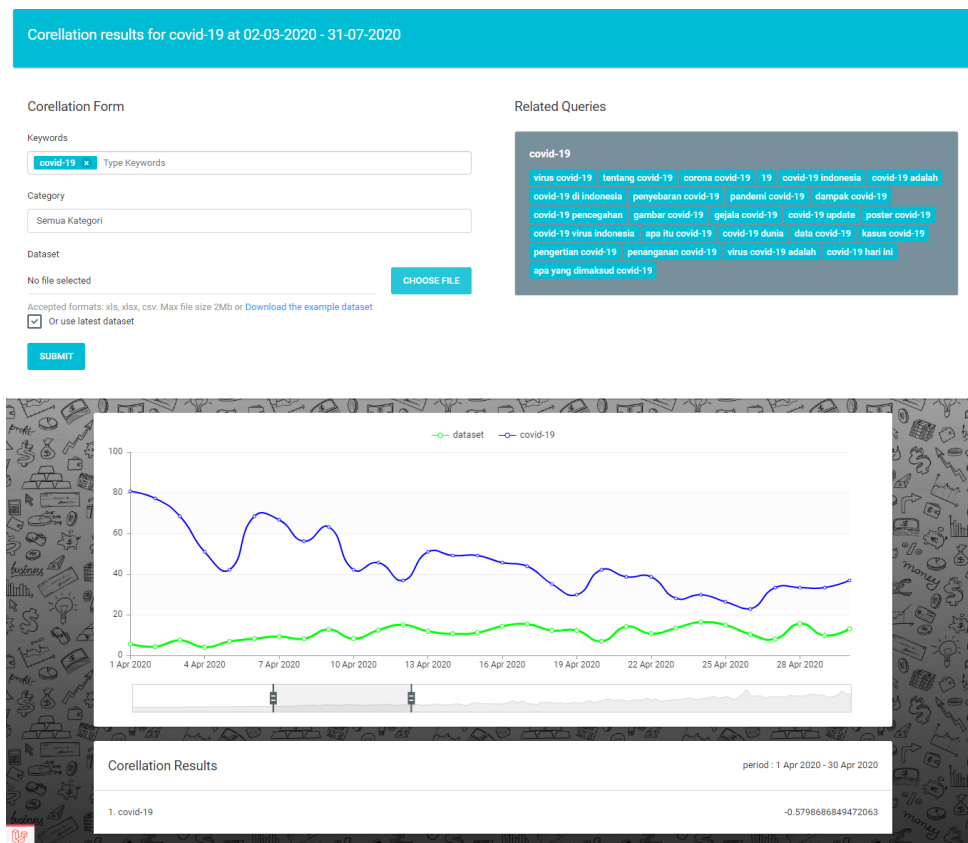 Corellation results for covid-19 at 02-03-2020 - 31-07-2020
Corellation Form
Keywords
covid-19 × Type Keywords
Category
Semua Kategori
Dataset
No file selected
CHOOSE FILE
Accepted formats: xls, xlsx, csv. Max file size 2Mb or Download the example dataset
Or use latest dataset
SUBMIT
Related Queries
covid-19
virus covid-19 tentang covid-19 corona covid-19 19 covid-19 indonesia covid-19 adalah
covid-19 di indonesia penyebaran covid-19 pandemi covid-19 dampak covid-19
covid-19 pencegahan gambar covid-19 gejala covid-19 covid-19 update poster covid-19
covid-19 virus indonesia apa itu covid-19 covid-19 dunia data covid-19 kasus covid-19
pengertian covid-19 penanganan covid-19 virus covid-19 adalah covid-19 hari ini
apa yang dimaksud covid-19
dataset covid-19
100
80
60
40
20
0
1 Apr 2020 4 Apr 2020 7 Apr 2020 10 Apr 2020 13 Apr 2020 16 Apr 2020 19 Apr 2020 22 Apr 2020 25 Apr 2020 28 Apr 2020
profit
business
money
profit
money
Corellation Results
period : 1 Apr 2020 - 30 Apr 2020
1. covid-19
-0.5798686849472063